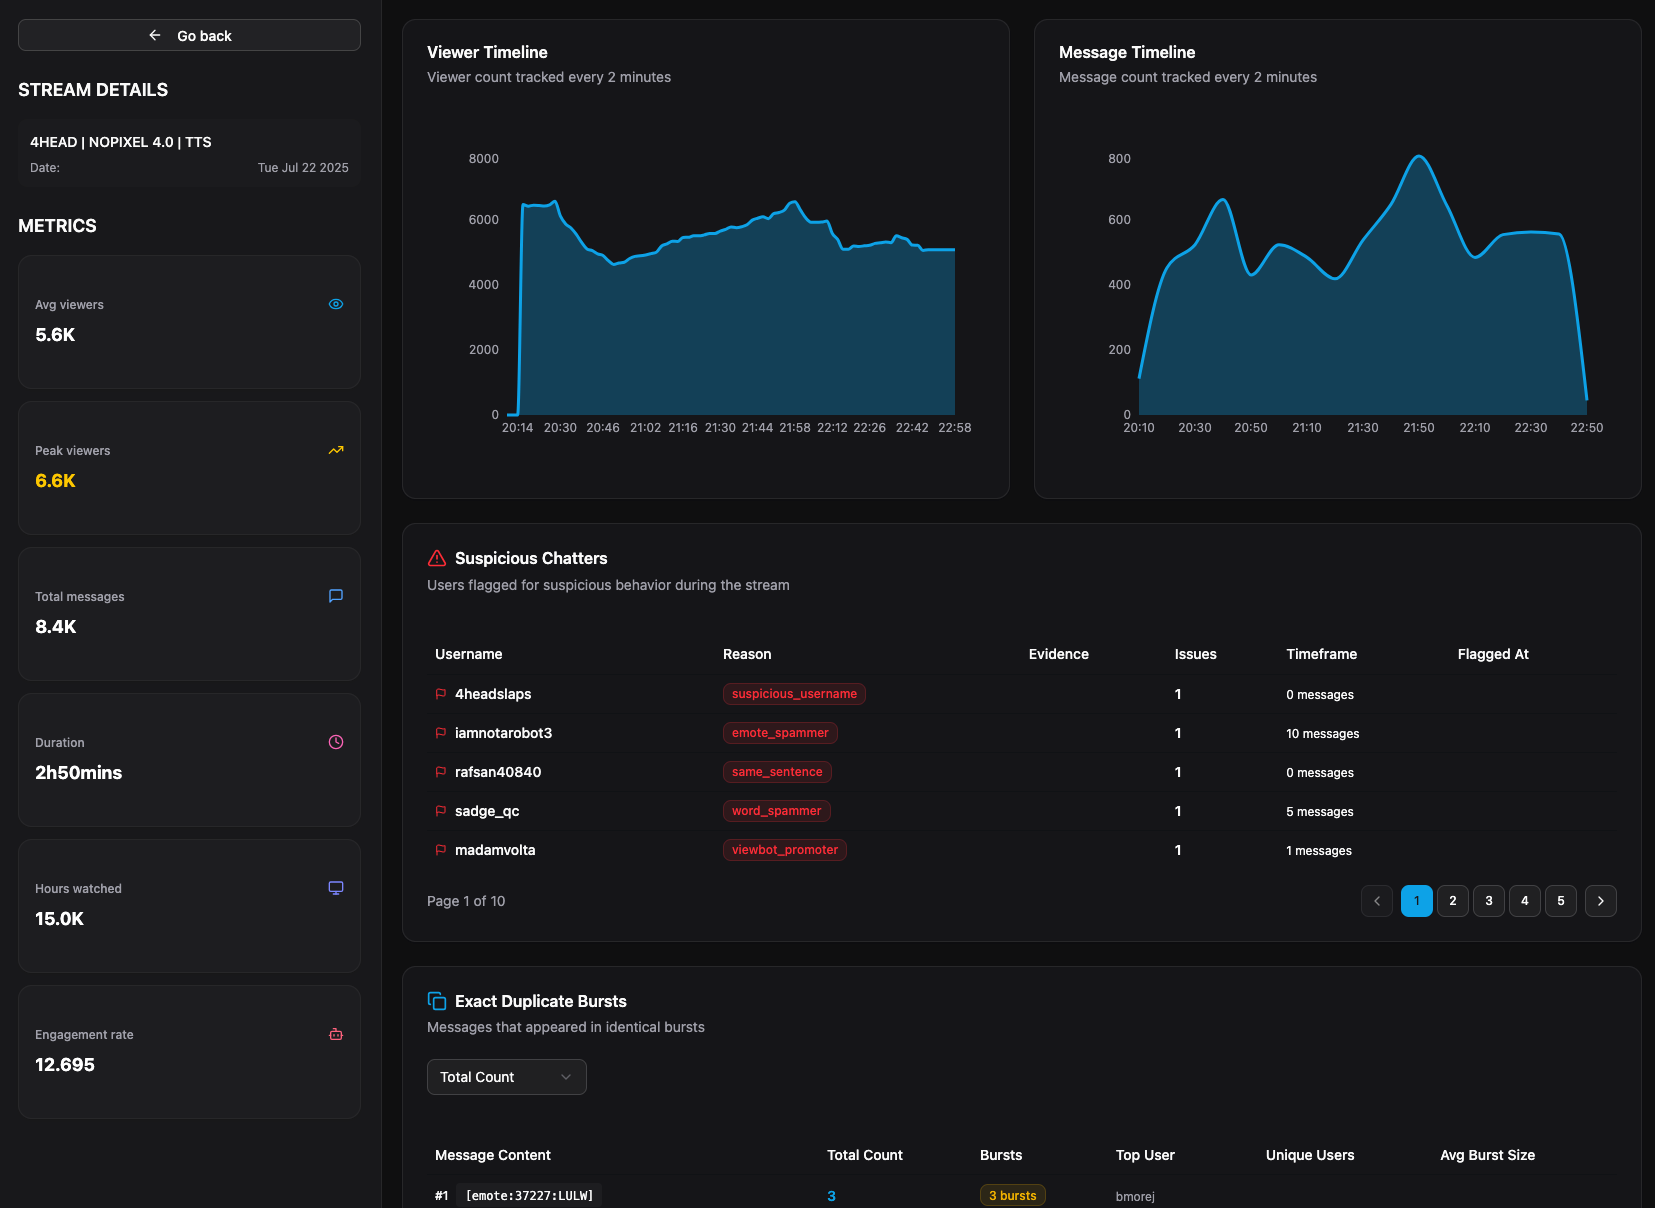 Go back
STREAM DETAILS
4HEAD | NOPIXEL 4.0 | TTS
Date: Tue Jul 22 2025
METRICS
Avg viewers
5.6K
Peak viewers
6.6K
Total messages
8.4K
Duration
2h50mins
Hours watched
15.0K
Engagement rate
12.695
Viewer Timeline
Viewer count tracked every 2 minutes
8000
6000
4000
2000
0
20:14 20:30 20:46 21:02 21:16 21:30 21:44 21:58 22:12 22:26 22:42 22:58
Message Timeline
Message count tracked every 2 minutes
800
600
400
200
0
20:10 20:30 20:50 21:10 21:30 21:50 22:10 22:30 22:50
Suspicious Chatters
Users flagged for suspicious behavior during the stream
Username Reason Evidence Issues Timeframe Flagged At
4headslaps suspicious_username 1 0 messages
iamnotarobot3 emote_spammer 1 10 messages
rafsan40840 same_sentence 1 0 messages
sadge_qc word_spammer 1 5 messages
madamvolta viewbot_promoter 1 1 messages
Page 1 of 10 1 2 3 4 5
Exact Duplicate Bursts
Messages that appeared in identical bursts
Total Count
Message Content Total Count Bursts Top User Unique Users Avg Burst Size
#1 [emote:37227:LULW] 3 3 bursts bmorej